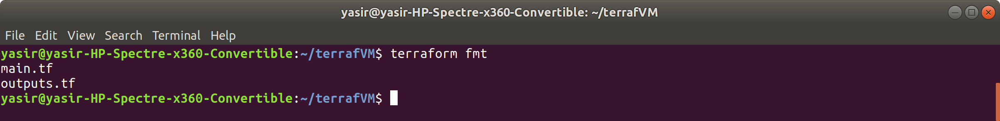 yasir@yasir-HP-Spectre-x360-Convertible: ~/terrafVM
File Edit View Search Terminal Help
yasir@yasir-HP-Spectre-x360-Convertible:~/terrafVM$ terraform fmt
main.tf
outputs.tf
yasir@yasir-HP-Spectre-x360-Convertible:~/terrafVM$